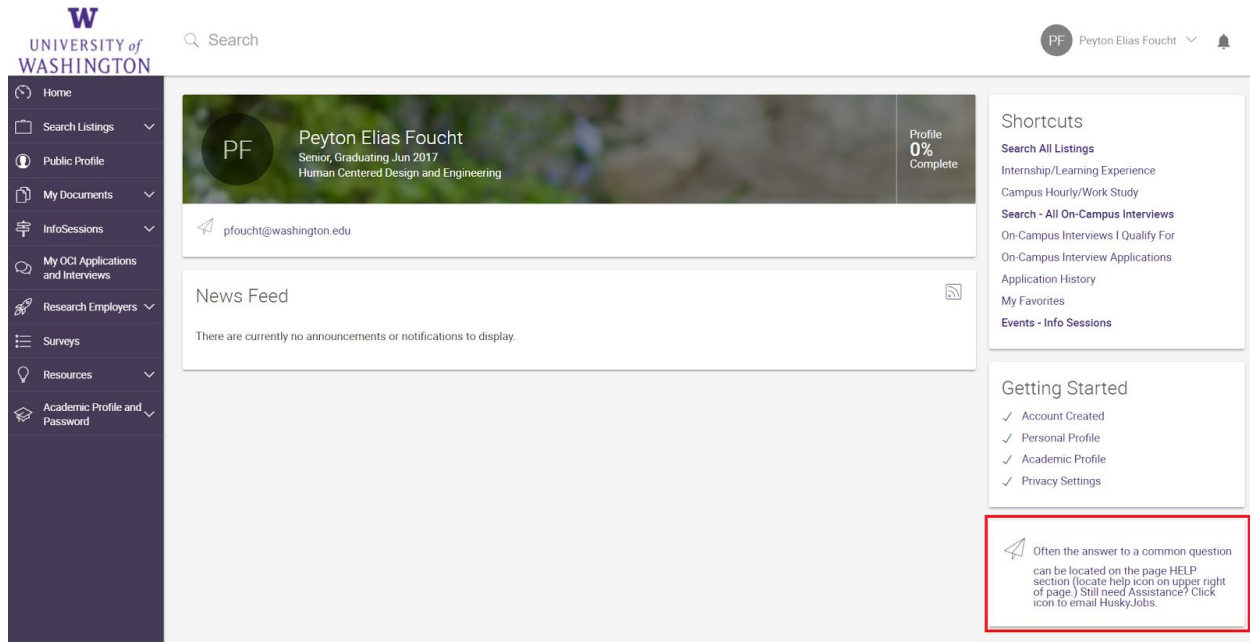 W
UNIVERSITY of
WASHINGTON
Search
PF
Peyton Elias Foucht
Home
Search Listings
Public Profile
My Documents
InfoSessions
My OCI Applications
and Interviews
Research Employers
Surveys
Resources
Academic Profile and
Password
PF
Peyton Elias Foucht
Senior, Graduating Jun 2017
Human Centered Design and Engineering
Profile
0%
Complete
pfoucht@washington.edu
News Feed
There are currently no announcements or notifications to display.
Shortcuts
Search All Listings
Internship/Learning Experience
Campus Hourly/Work Study
Search - All On-Campus Interviews
On-Campus Interviews I Qualify For
On-Campus Interview Applications
Application History
My Favorites
Events - Info Sessions
Getting Started
Account Created
Personal Profile
Academic Profile
Privacy Settings
Often the answer to a common question
can be located on the page HELP
section (locate help icon on upper right
of page.) Still need Assistance? Click
icon to email HuskyJobs.